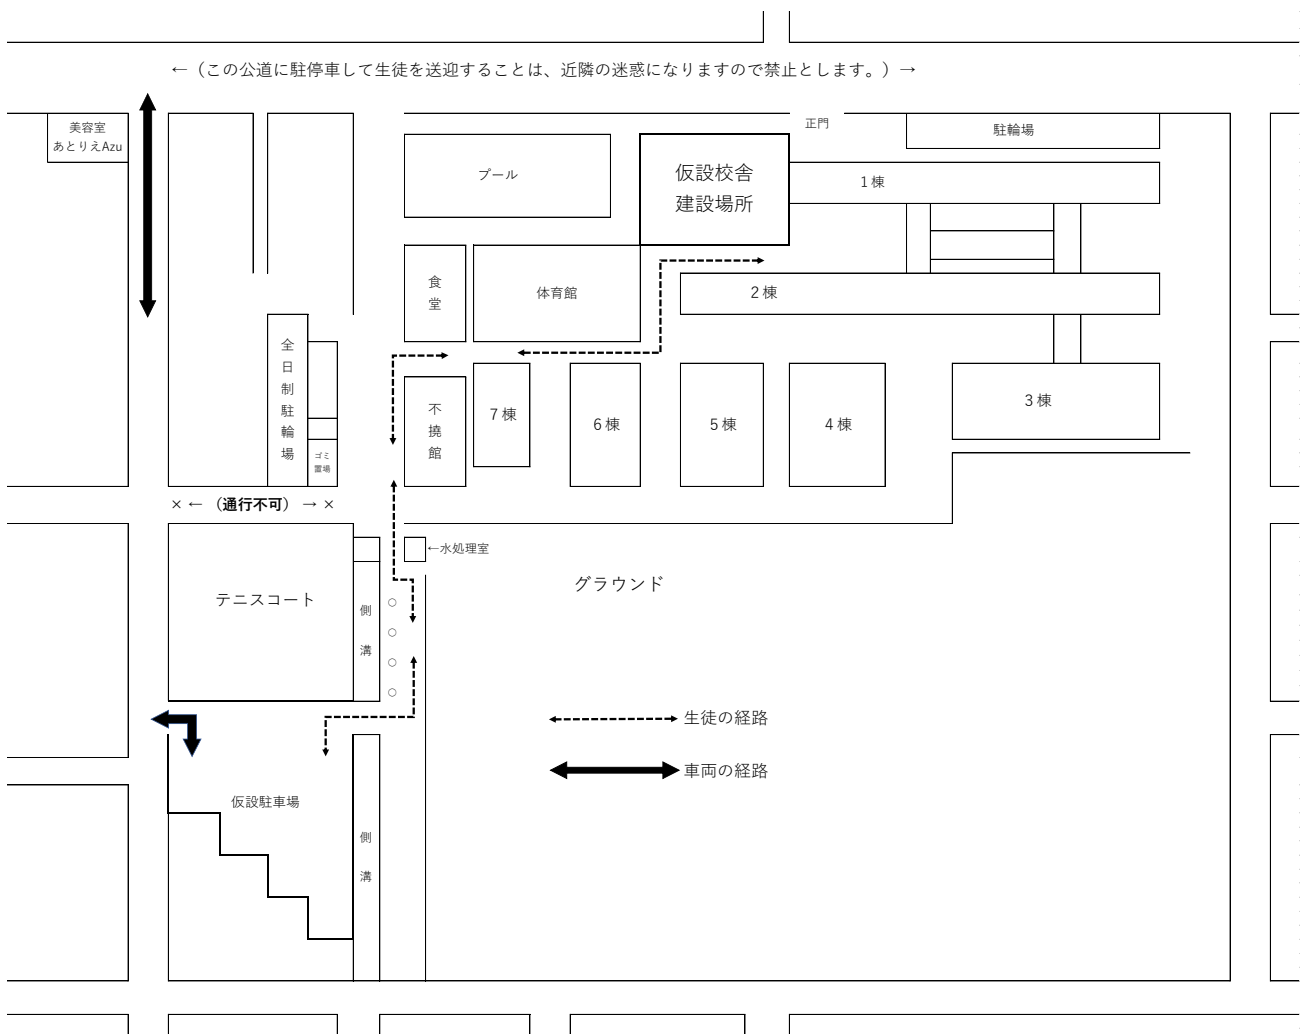 ←（この公道に駐停車して生徒を送迎することは、近隣の迷惑になりますので禁止とします。）→
美容室
あとりえAzu
正門
駐輪場
プール
仮設校舎
建設場所
1棟
食堂
体育館
2棟
全日制駐輪場
不撓館
7棟
6棟
5棟
4棟
3棟
ゴミ
置場
×←（通行不可）→×
←水処理室
グラウンド
テニスコート
側溝
生徒の経路
車両の経路
仮設駐車場
側溝